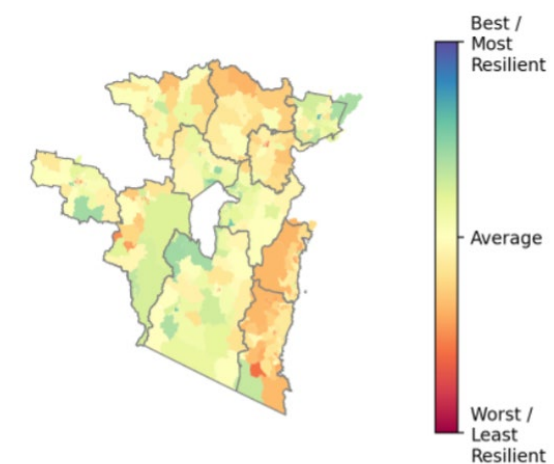 Best /
Most
Resilient
Average
Worst /
Least
Resilient